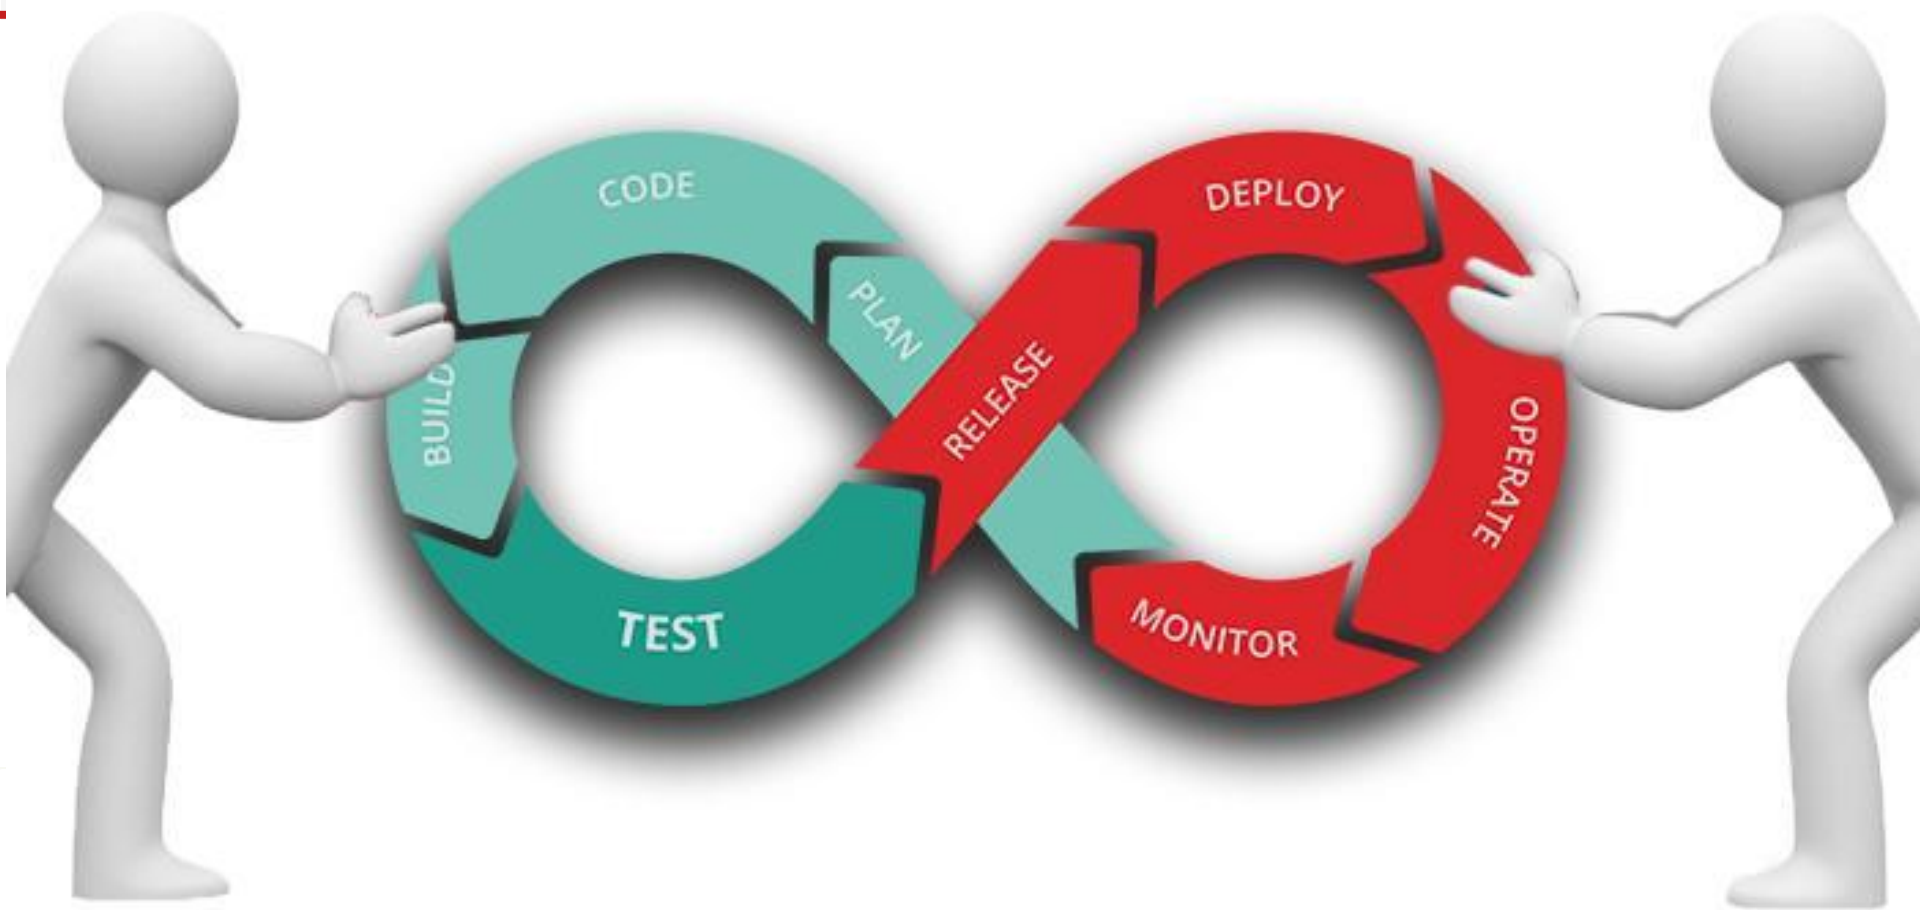 CODE
DEPLOY
PLAN
BUILD
RELEASE
OPERATE
TEST
MONITOR